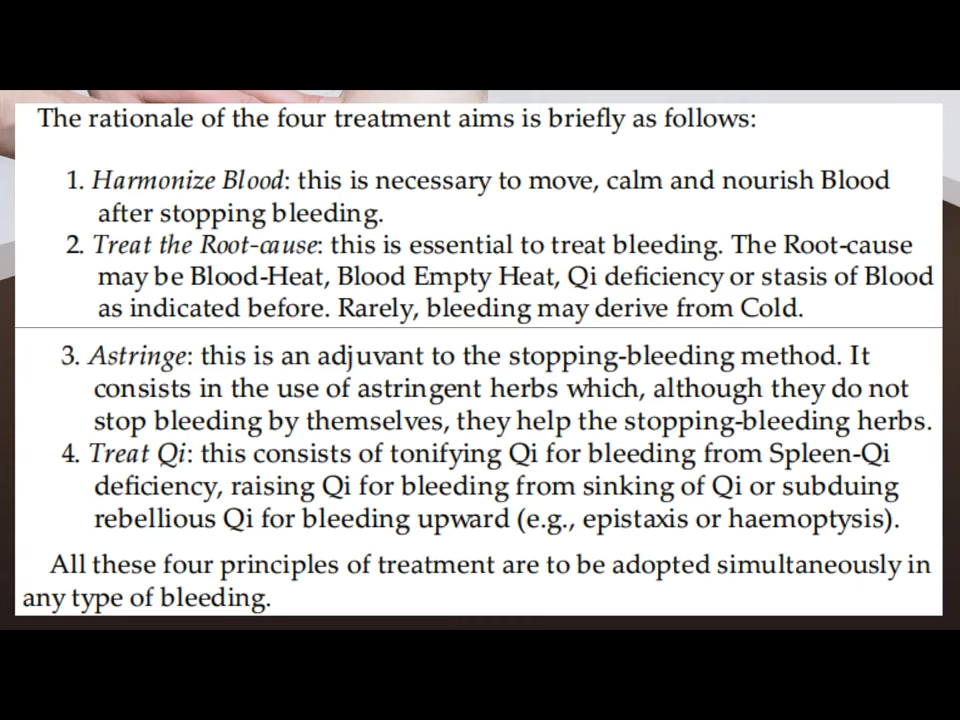 The rationale of the four treatment aims is briefly as follows:
1. Harmonize Blood: this is necessary to move, calm and nourish Blood
after stopping bleeding.
2. Treat the Root-cause: this is essential to treat bleeding. The Root-cause
may be Blood-Heat, Blood Empty Heat, Qi deficiency or stasis of Blood
as indicated before. Rarely, bleeding may derive from Cold.
3. Astringe: this is an adjuvant to the stopping-bleeding method. It
consists in the use of astringent herbs which, although they do not
stop bleeding by themselves, they help the stopping-bleeding herbs.
4. Treat Qi: this consists of tonifying Qi for bleeding from Spleen-Qi
deficiency, raising Qi for bleeding from sinking of Qi or subduing
rebellious Qi for bleeding upward (e.g., epistaxis or haemoptysis).
All these four principles of treatment are to be adopted simultaneously in
any type of bleeding.